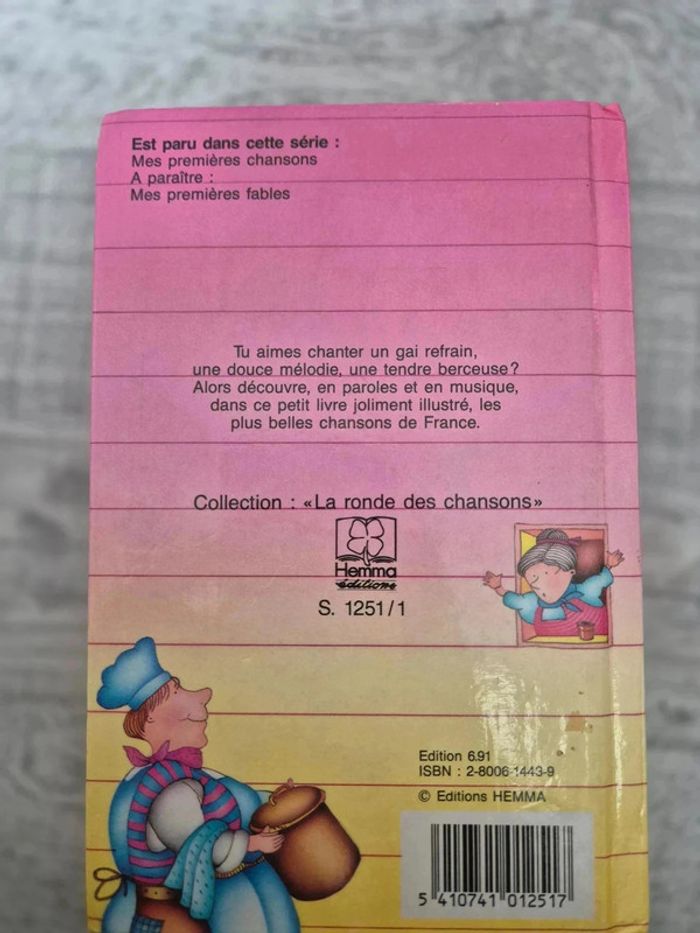 Est paru dans cette série :
Mes premières chansons
A paraître :
Mes premières fables
Tu aimes chanter un gai refrain,
une douce mélodie, une tendre berceuse?
Alors découvre, en paroles et en musique,
dans ce petit livre joliment illustré, les
plus belles chansons de France.
Collection : «La ronde des chansons»
Hemma
éditions
S. 1251/1
Edition 6.91
ISBN : 2-8006-1443-9
© Editions HEMMA
5 410741 012517